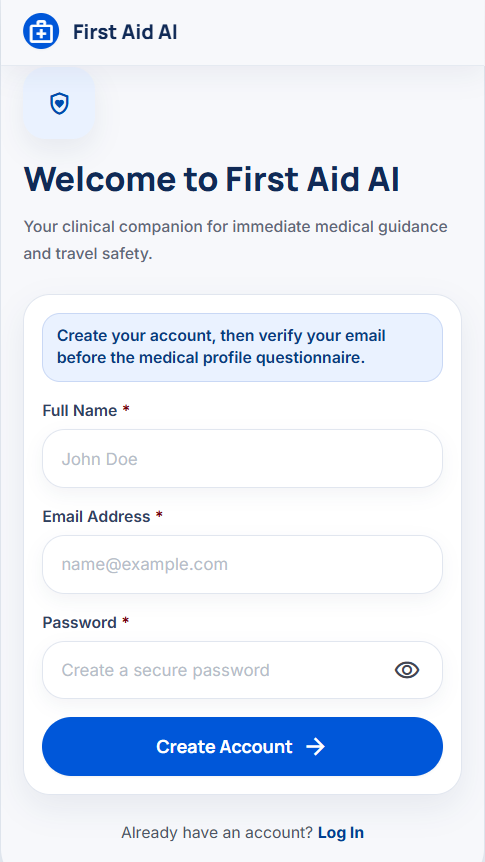 First Aid AI
Welcome to First Aid AI
Your clinical companion for immediate medical guidance
and travel safety.
Create your account, then verify your email
before the medical profile questionnaire.
Full Name *
John Doe
Email Address *
name@example.com
Password *
Create a secure password
Create Account →
Already have an account? Log In